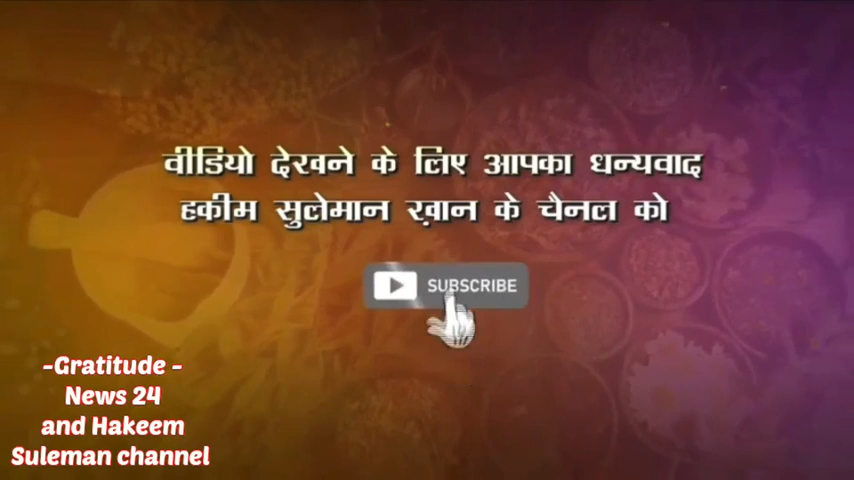 वीडियो देखने के लिए आपका धन्यवाद
हकीम सुलेमान ख़ान के चैनल को
SUBSCRIBE
-Gratitude -
News 24
and Hakeem
Suleman channel